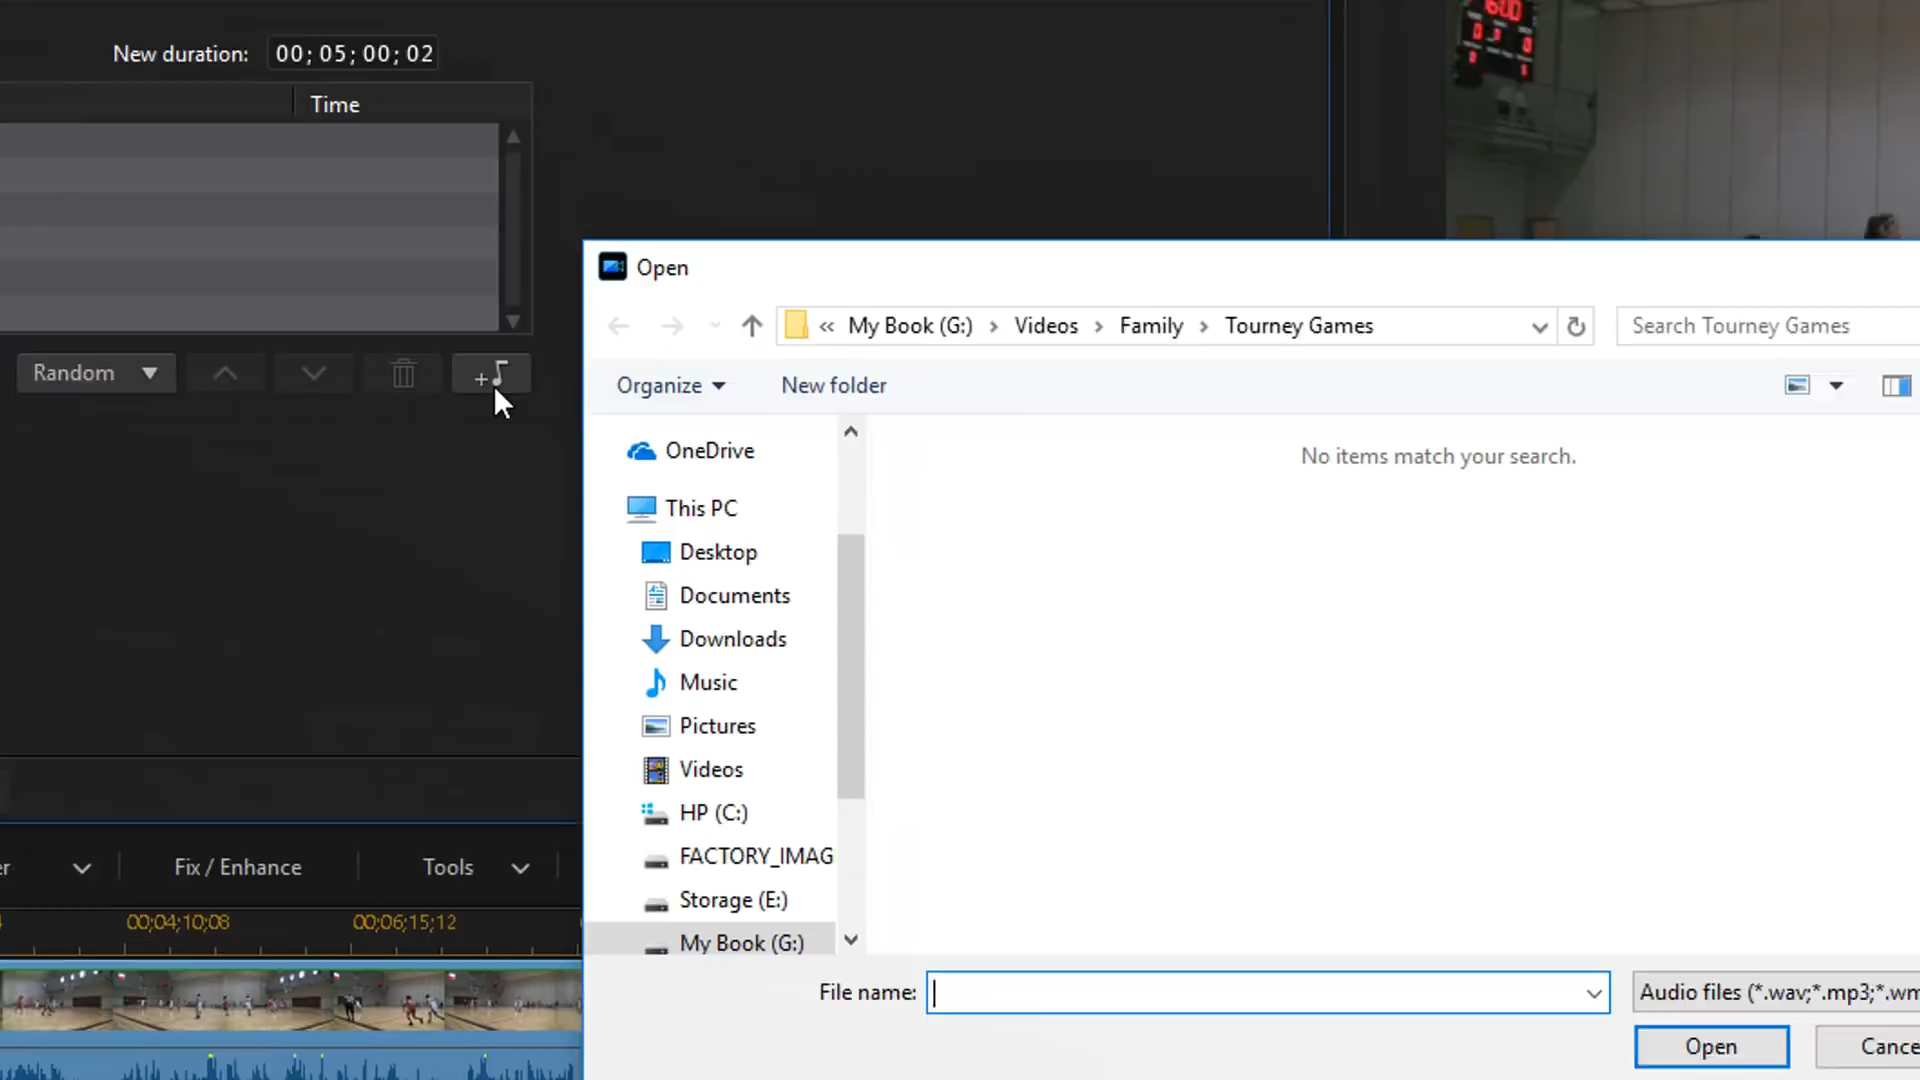 600
New duration: 00; 05; 00; 02
Time
Open
« My Book (G:) › Videos › Family › Tourney Games
Search Tourney Games
Random
Organize
New folder
No items match your search.
OneDrive
This PC
Desktop
Documents
Downloads
Music
Pictures
Videos
HP (C:)
FACTORY_IMAG
Storage (E:)
My Book (G:)
Fix / Enhance
Tools
00;04;10;08
00;06;15;12
File name:
Audio files (*.wav;*.mp3;*.wm
Open
Cance